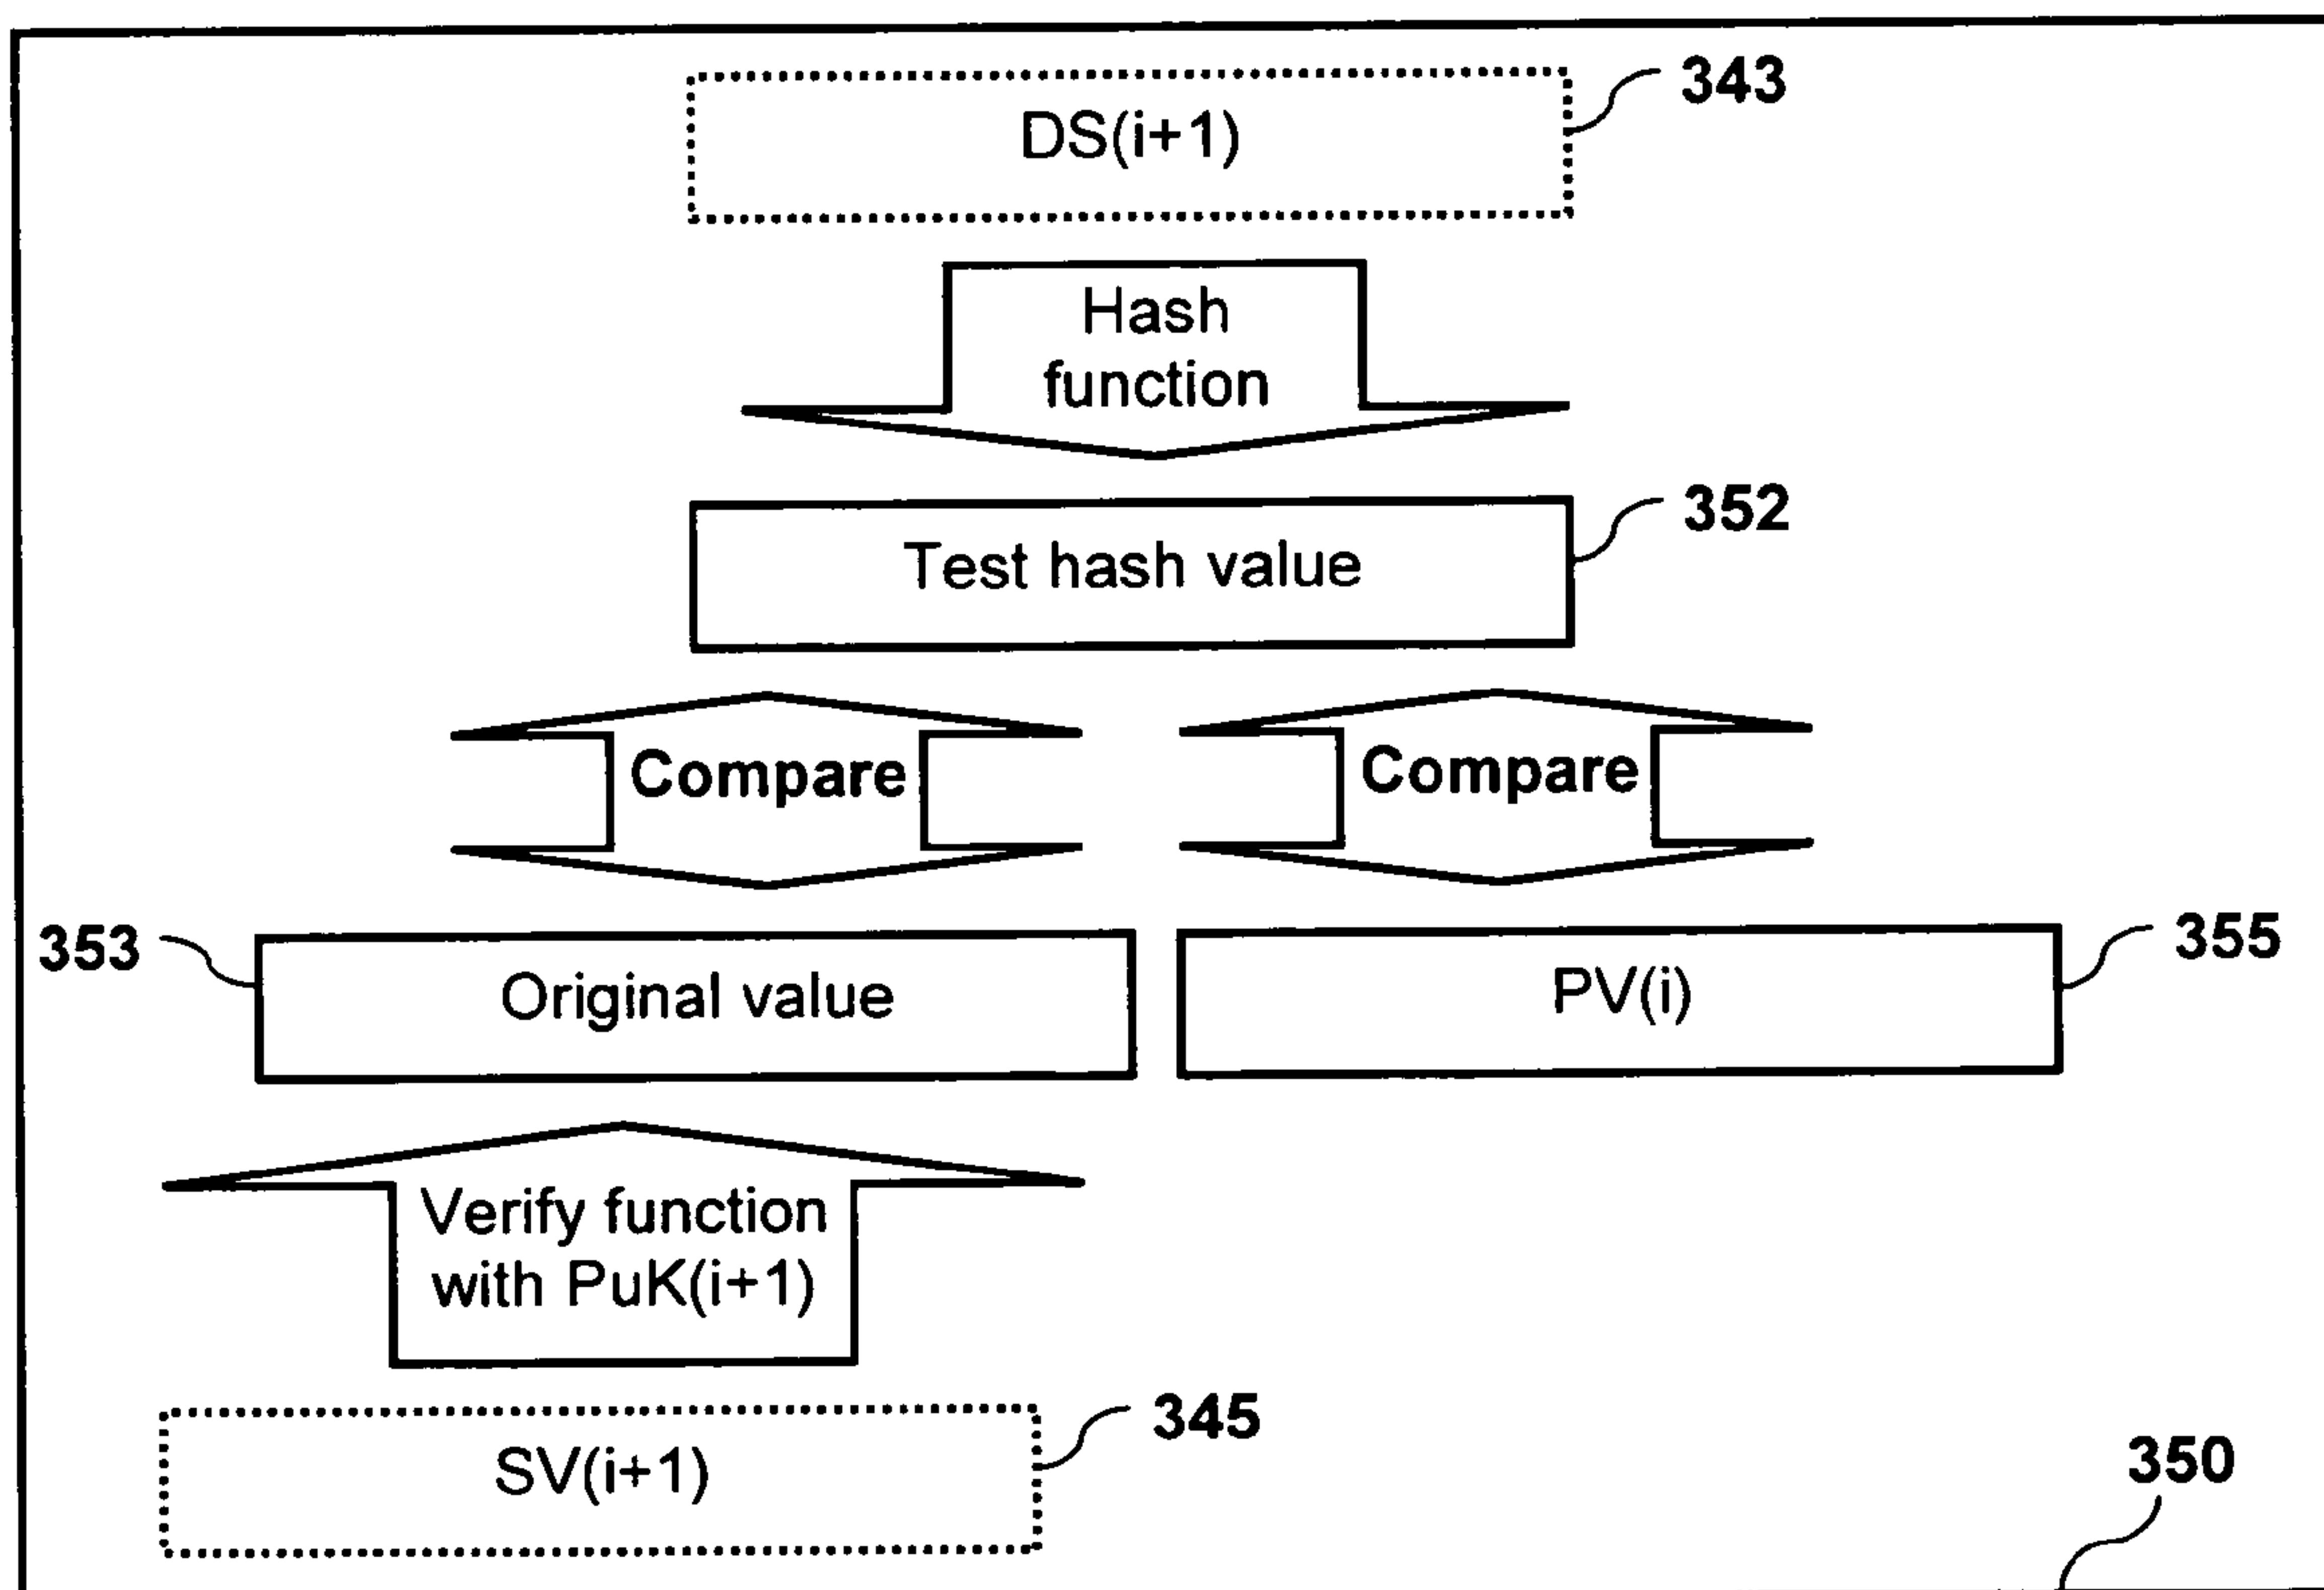 343
DS(i+1)
Hash
function
352
Test hash value
Compare
Compare
353
355
Original value
PV(i)
Verify function
with PuK(i+1)
345
SV(i+1)
350